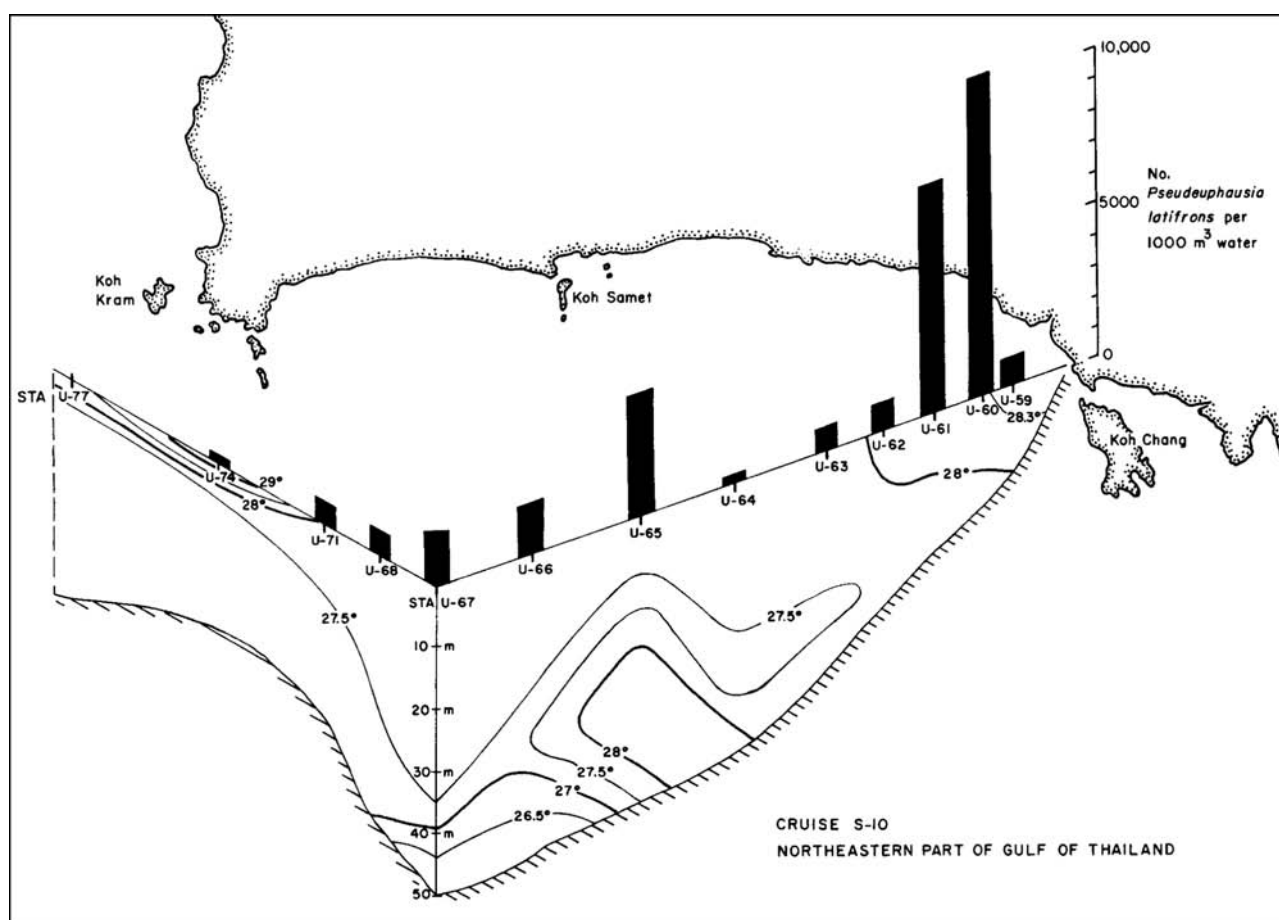 10,000
No.
Pseudeuphausia
latifrons per
1000 m³ water
5000
0
Koh
Kram
Koh Samet
Koh Chang
STA
U-77
U-74
U-71
U-68
STA U-67
U-66
U-65
U-64
U-63
U-62
U-61
U-60
U-59
28.3°
28°
29°
28°
27.5°
27.5°
28°
27.5°
27°
26.5°
10 m
20 m
30 m
40 m
50
CRUISE S-10
NORTHEASTERN PART OF GULF OF THAILAND